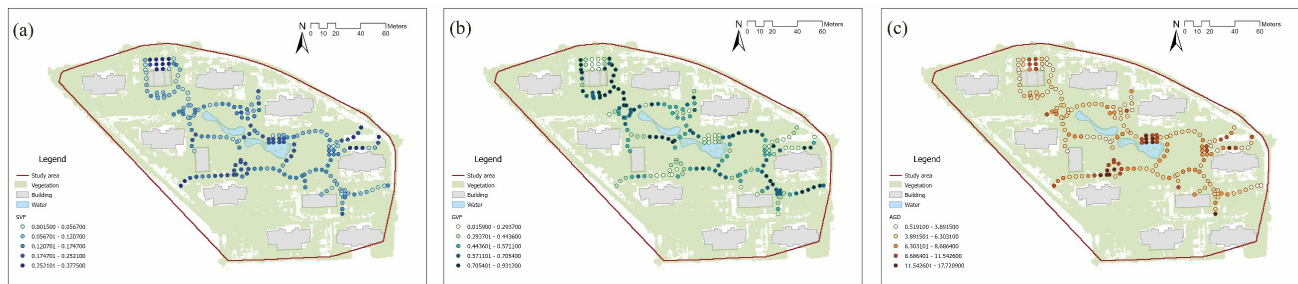 (a)
N
Meters
0 10 20 40 60
Legend
Study area
Vegetation
Building
Water
SVF
0.001500 - 0.056700
0.056701 - 0.120700
0.120701 - 0.174700
0.174701 - 0.252100
0.252101 - 0.377500
(b)
N
Meters
0 10 20 40 60
Legend
Study area
Vegetation
Building
Water
GVF
0.015900 - 0.293700
0.293701 - 0.443600
0.443601 - 0.571100
0.571101 - 0.705400
0.705401 - 0.931200
(c)
N
Meters
0 10 20 40 60
Legend
Study area
Vegetation
Building
Water
AGD
0.519100 - 3.891500
3.891501 - 6.303100
6.303101 - 8.686400
8.686401 - 11.542600
11.542601 - 17.720900